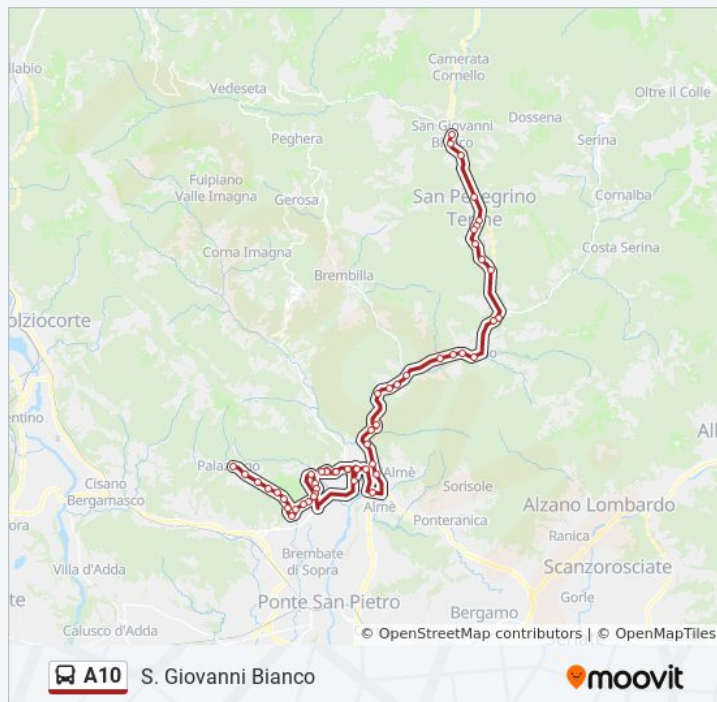 Camerata
Cornello
Vedeseta
Oltre il Colle
Dossena
San Giovanni
Bianco
Serina
Peghera
Fuipiano
Valle Imagna
Gerosa
San Pellegrino
Terme
Cornalba
Costa Serina
Corna Imagna
Brembilla
olziocorte
Almè
Sorisole
Cisano
Bergamasco
Almè
Alzano Lombardo
Ponteranica
Ranica
Scanzorosciate
Brembate
di Sopra
Villa d'Adda
Gorle
Ponte San Pietro
Bergamo
Calusco d'Adda
© OpenStreetMap contributors | © OpenMapTiles
A10 S. Giovanni Bianco
moovit